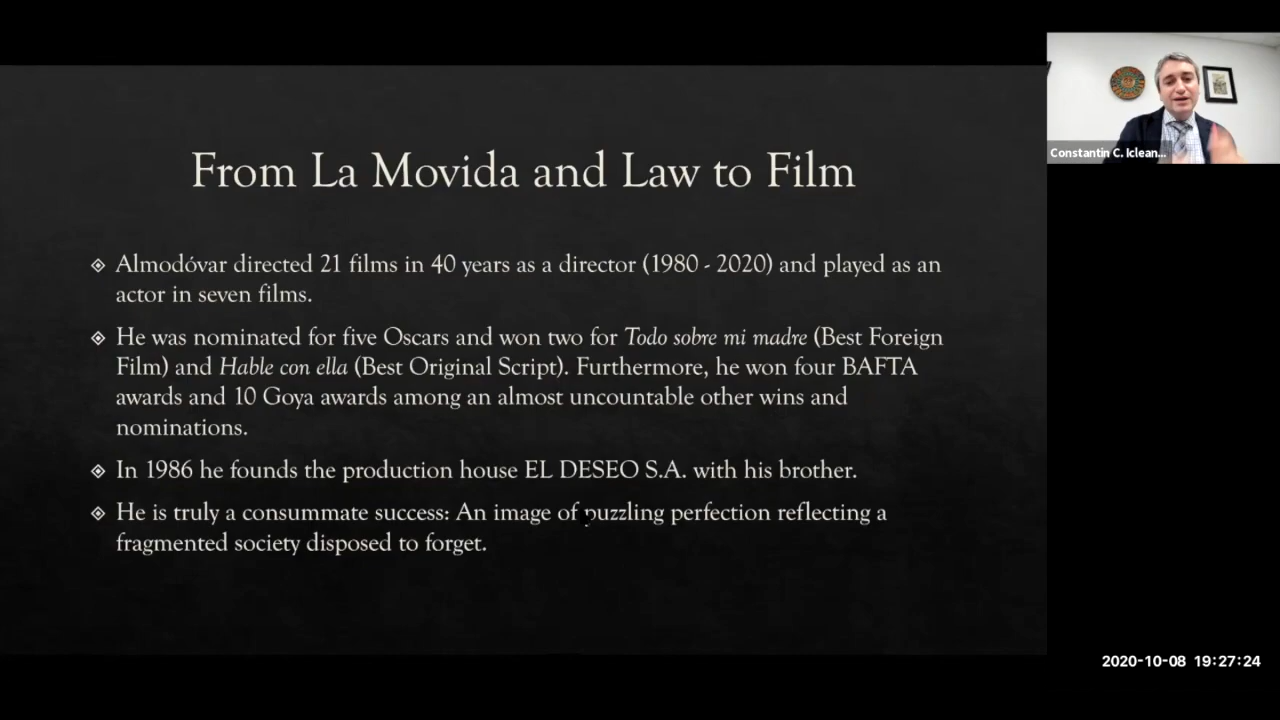 From La Movida and Law to Film
Almodóvar directed 21 films in 40 years as a director (1980 - 2020) and played as an
actor in seven films.
He was nominated for five Oscars and won two for Todo sobre mi madre (Best Foreign
Film) and Hable con ella (Best Original Script). Furthermore, he won four BAFTA
awards and 10 Goya awards among an almost uncountable other wins and
nominations.
In 1986 he founds the production house EL DESEO S.A. with his brother.
He is truly a consummate success: An image of puzzling perfection reflecting a
fragmented society disposed to forget.
Constantin C. Iclean...
2020-10-08 19:27:24